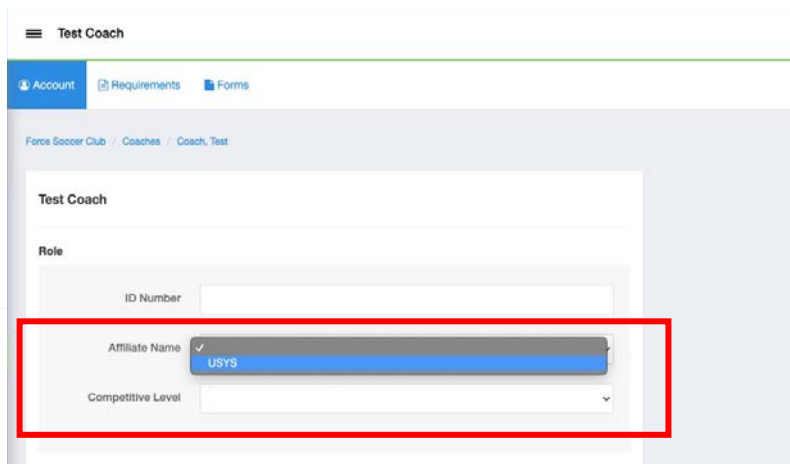 Test Coach
Account Requirements Forms
Force Soccer Club / Coaches / Coach, Test
Test Coach
Role
ID Number
Affiliate Name
USYS
Competitive Level